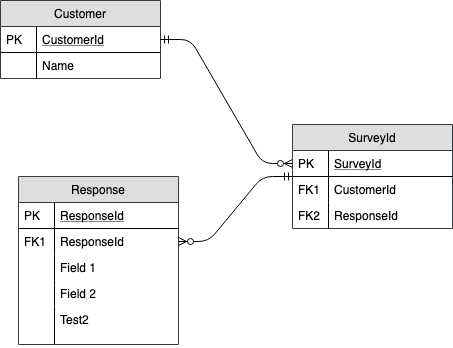 Customer
PK CustomerId
Name
SurveyId
PK SurveyId
FK1 CustomerId
FK2 ResponseId
Response
PK ResponseId
FK1 ResponseId
Field 1
Field 2
Test2